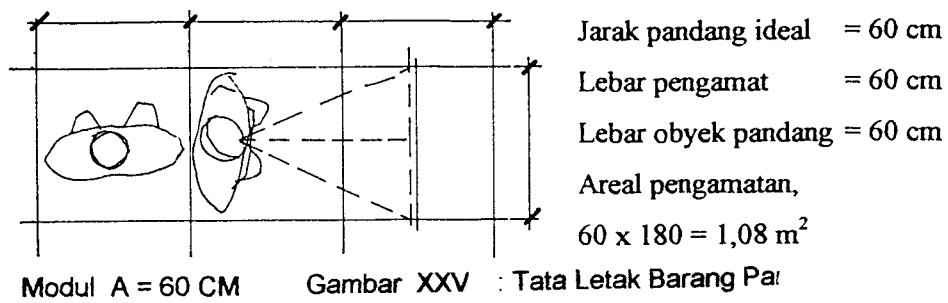 Jarak pandang ideal = 60 cm
Lebar pengamat = 60 cm
Lebar obyek pandang = 60 cm
Areal pengamatan,
60 x 180 = 1,08 m²
Modul A = 60 CM Gambar XXV : Tata Letak Barang